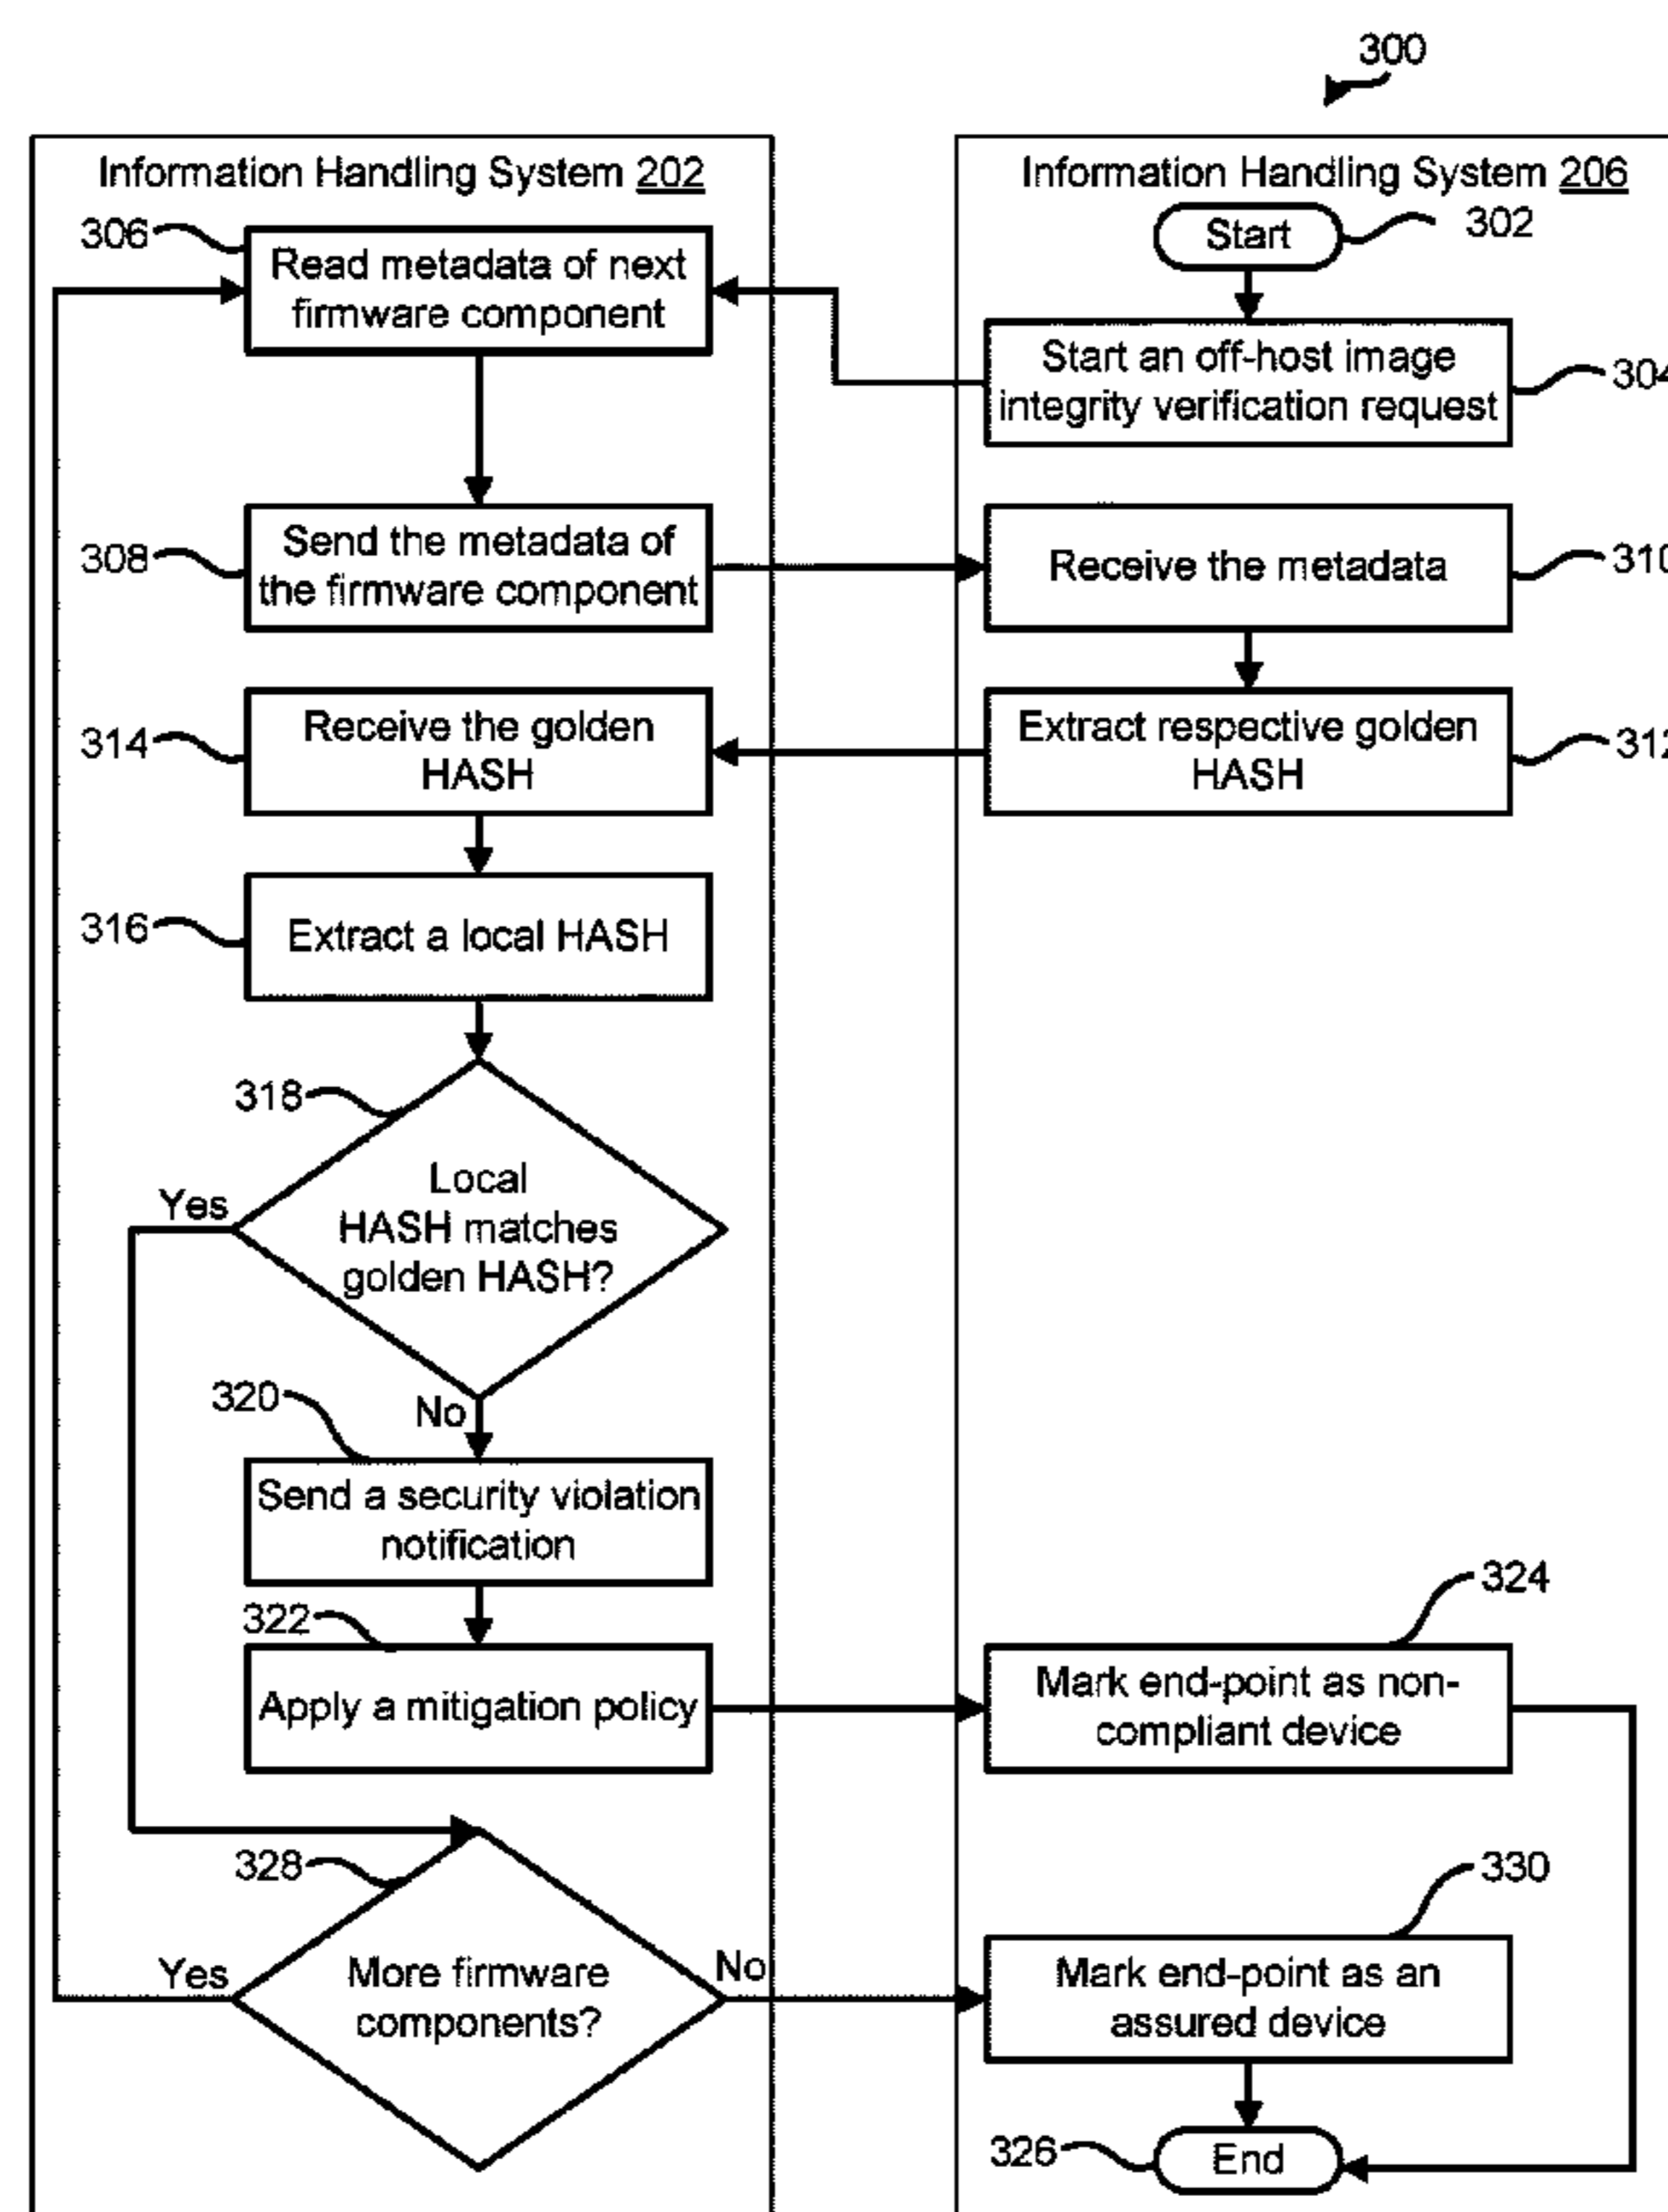 300
Information Handling System 202
Information Handling System 206
Start
302
306
Read metadata of next
firmware component
Start an off-host image
integrity verification request
304
308
Send the metadata of
the firmware component
Receive the metadata
310
314
Receive the golden
HASH
Extract respective golden
HASH
312
316
Extract a local HASH
318
Local
HASH matches
golden HASH?
Yes
No
320
Send a security violation
notification
322
Apply a mitigation policy
324
Mark end-point as non-
compliant device
328
More firmware
components?
Yes
No
330
Mark end-point as an
assured device
326
End